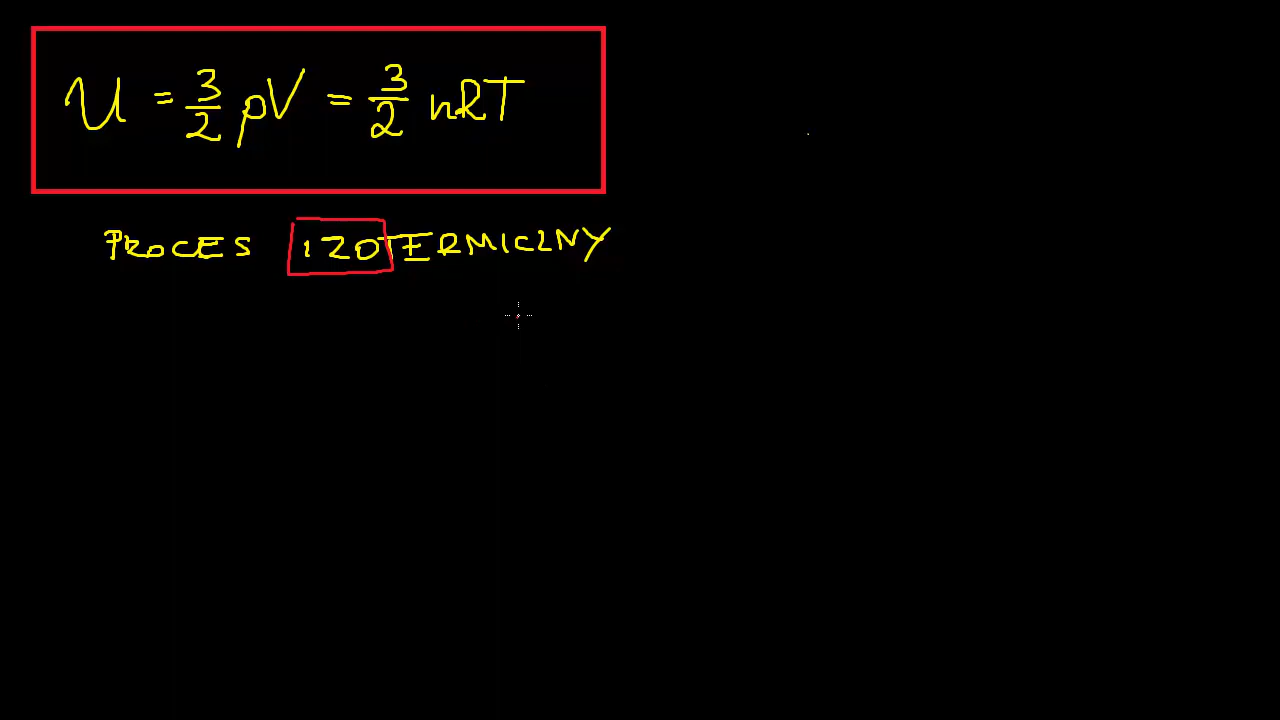 U = 3/2 pV = 3/2 nRT
PROCES IZOTERMICZNY